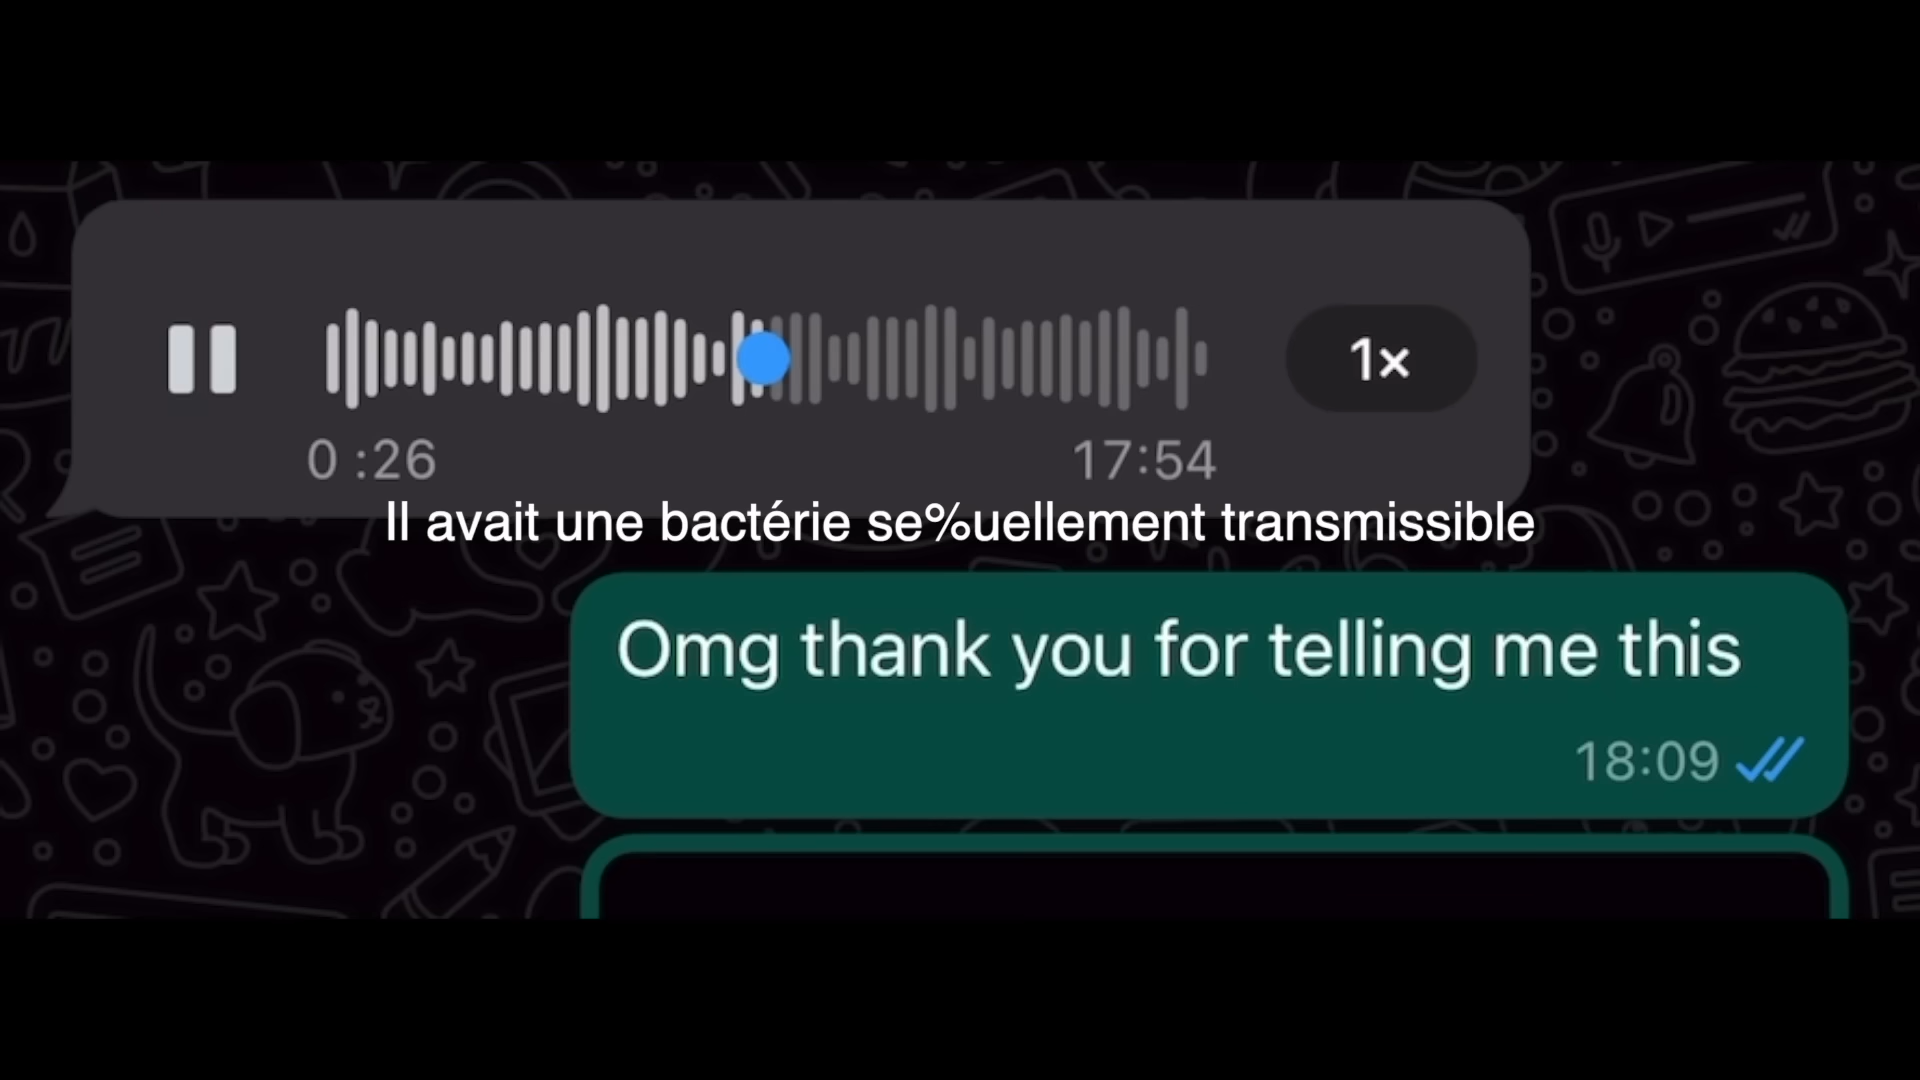 1×
0 :26
17:54
Il avait une bactérie se%uellement transmissible
Omg thank you for telling me this
18:09